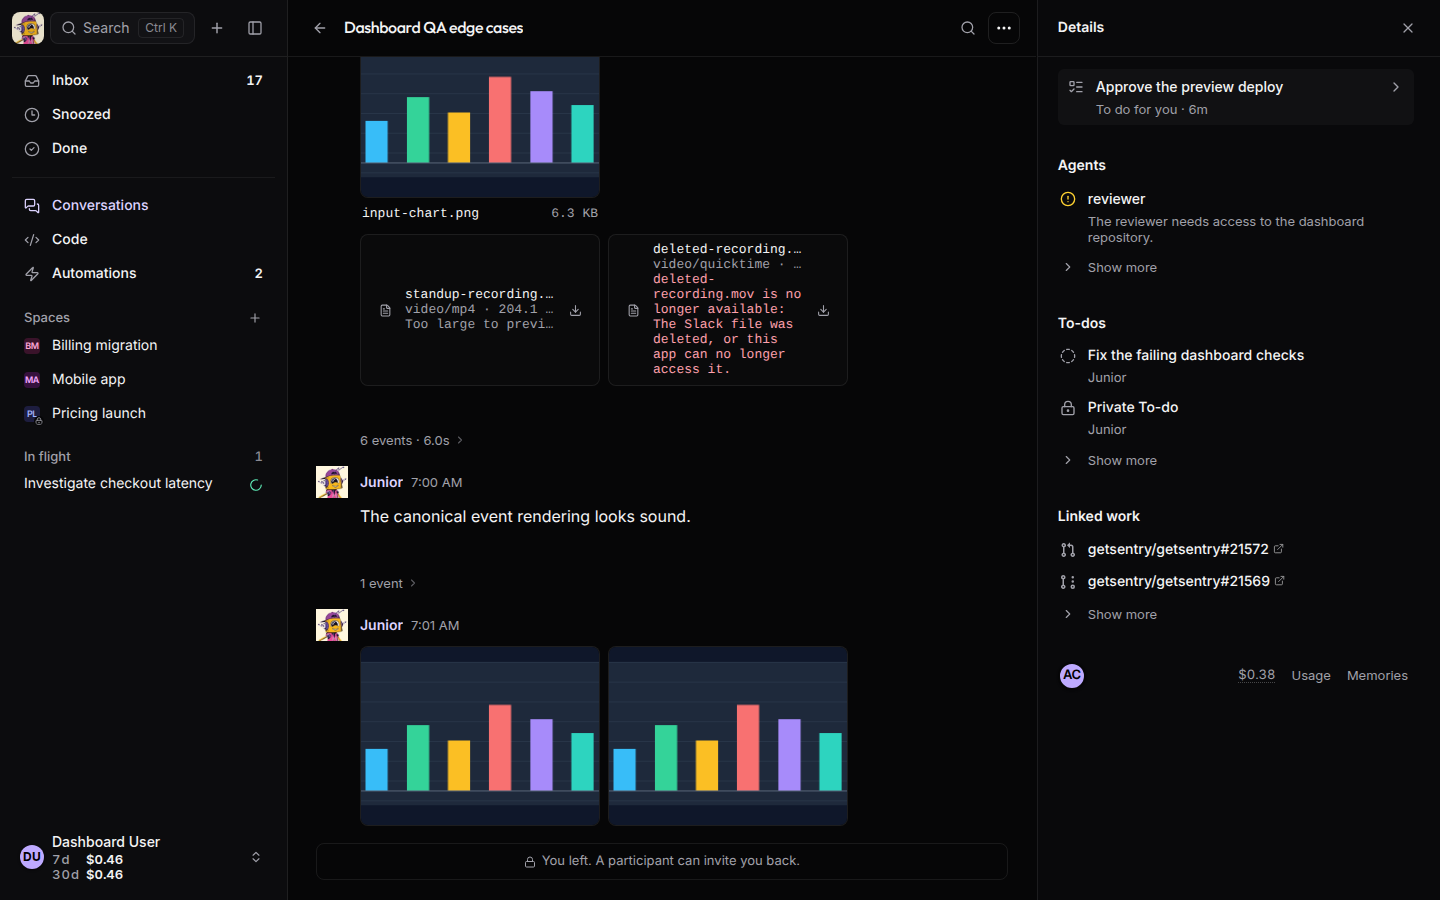 Search Ctrl K
Inbox 17
Snoozed
Done
Conversations
Code
Automations 2
Spaces
BM Billing migration
MA Mobile app
PL Pricing launch
In flight 1
Investigate checkout latency
DU Dashboard User
7d $0.46
30d $0.46
Dashboard QA edge cases
input-chart.png 6.3 KB
standup-recording.…
video/mp4 · 204.1 …
Too large to previ…
deleted-recording.…
video/quicktime · …
deleted-
recording.mov is no
longer available:
The Slack file was
deleted, or this
app can no longer
access it.
6 events · 6.0s
Junior 7:00 AM
The canonical event rendering looks sound.
1 event
Junior 7:01 AM
You left. A participant can invite you back.
Details
Approve the preview deploy
To do for you · 6m
Agents
reviewer
The reviewer needs access to the dashboard
repository.
Show more
To-dos
Fix the failing dashboard checks
Junior
Private To-do
Junior
Show more
Linked work
getsentry/getsentry#21572
getsentry/getsentry#21569
Show more
AC $0.38 Usage Memories